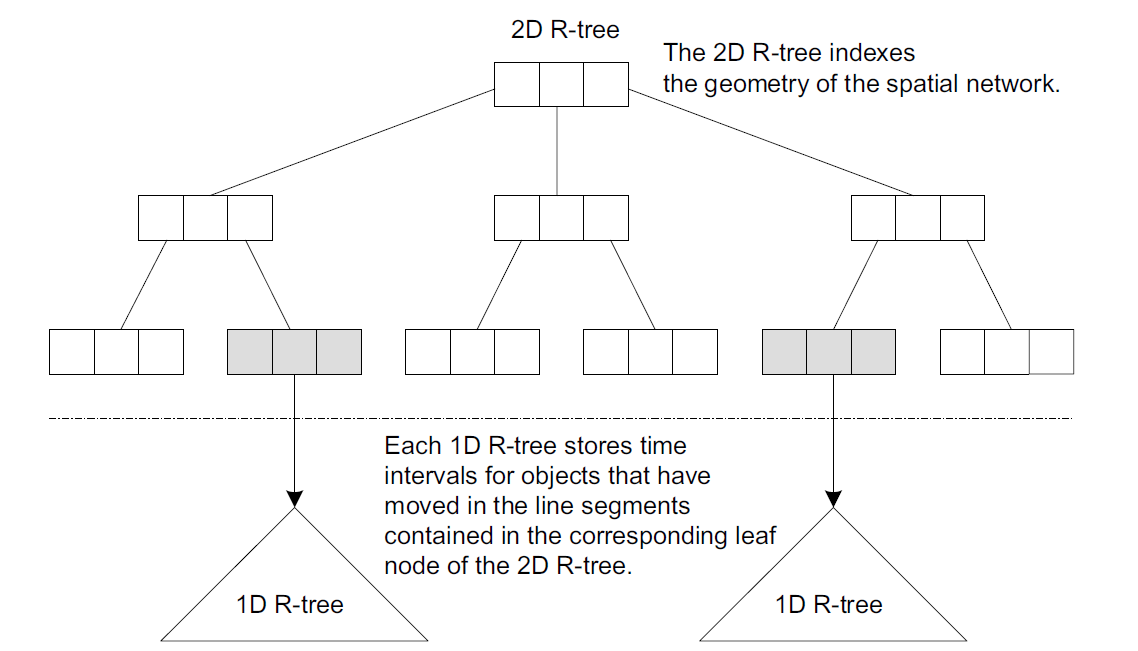 2D R-tree
The 2D R-tree indexes
the geometry of the spatial network.
Each 1D R-tree stores time
intervals for objects that have
moved in the line segments
contained in the corresponding leaf
node of the 2D R-tree.
1D R-tree
1D R-tree